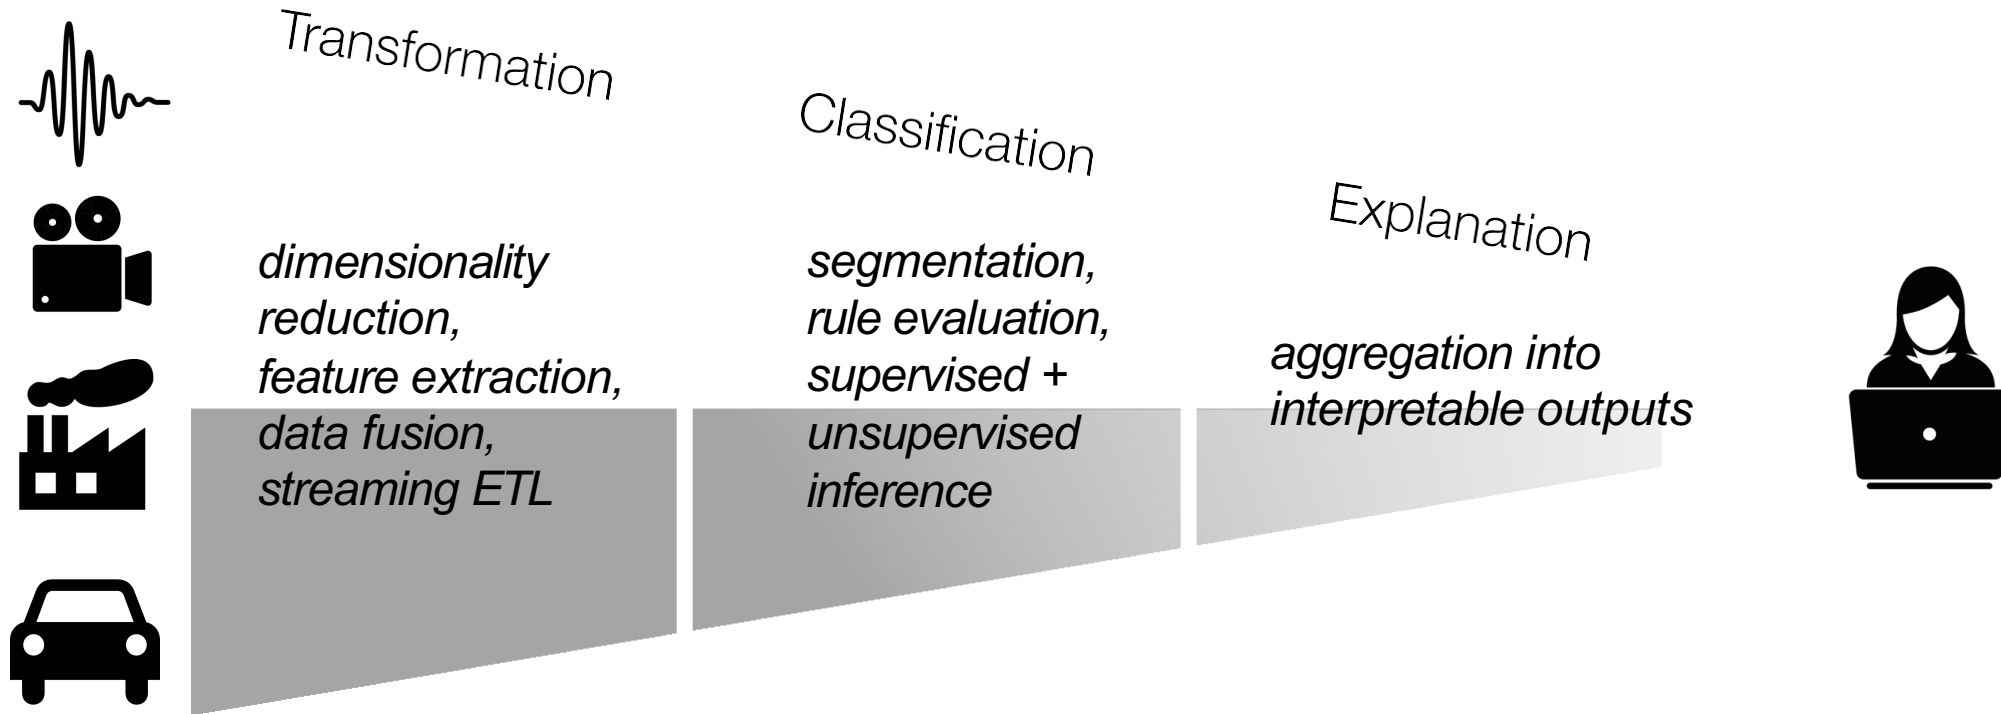 Transformation
dimensionality
reduction,
feature extraction,
data fusion,
streaming ETL
Classification
segmentation,
rule evaluation,
supervised +
unsupervised
inference
Explanation
aggregation into
interpretable outputs